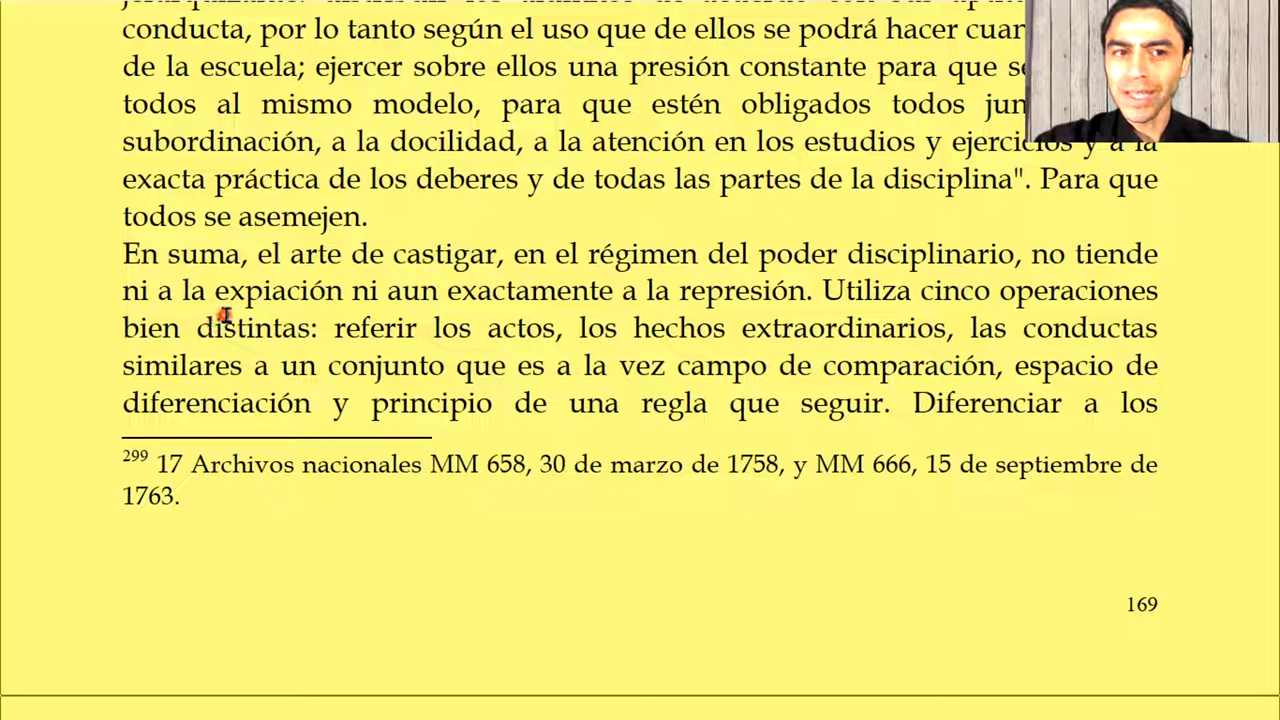 conducta, por lo tanto según el uso que de ellos se podrá hacer cuan
de la escuela; ejercer sobre ellos una presión constante para que se
todos al mismo modelo, para que estén obligados todos jun
subordinación, a la docilidad, a la atención en los estudios y ejercicios y a la
exacta práctica de los deberes y de todas las partes de la disciplina". Para que
todos se asemejen.
En suma, el arte de castigar, en el régimen del poder disciplinario, no tiende
ni a la expiación ni aun exactamente a la represión. Utiliza cinco operaciones
bien distintas: referir los actos, los hechos extraordinarios, las conductas
similares a un conjunto que es a la vez campo de comparación, espacio de
diferenciación y principio de una regla que seguir. Diferenciar a los
299 17 Archivos nacionales MM 658, 30 de marzo de 1758, y MM 666, 15 de septiembre de
1763.
169